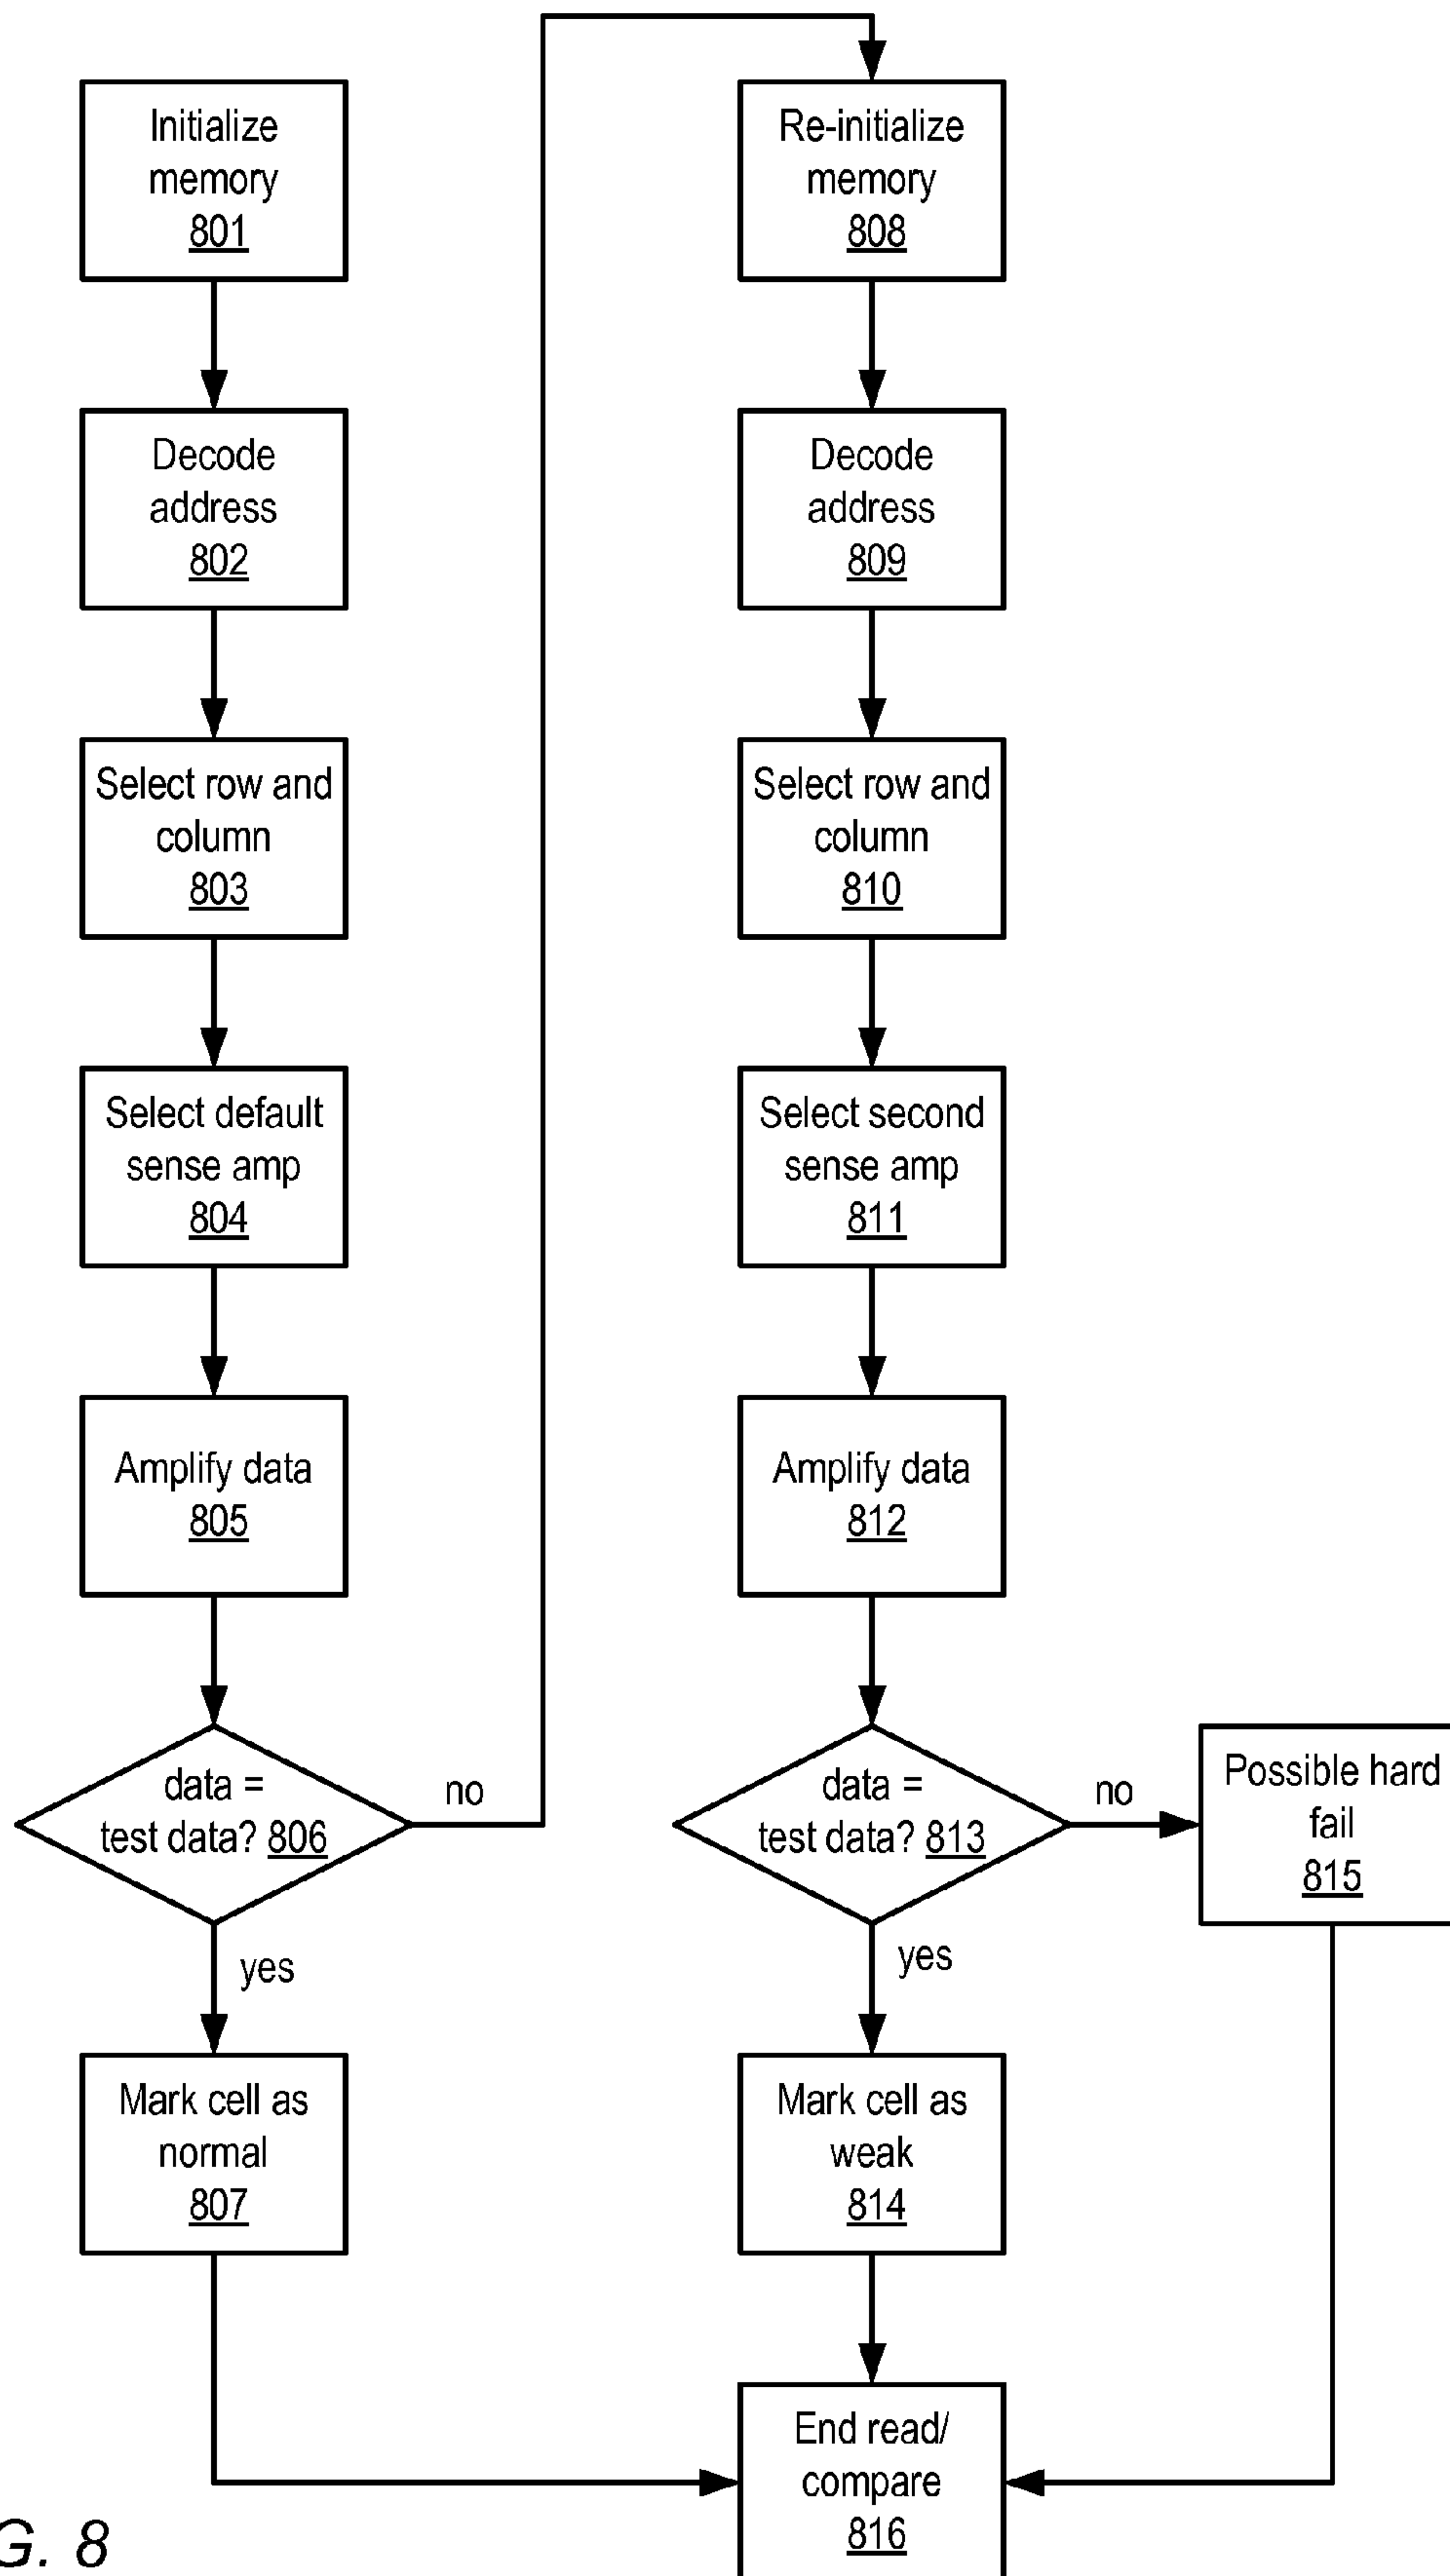 Initialize
memory
801
Decode
address
802
Select row and
column
803
Select default
sense amp
804
Amplify data
805
data =
test data? 806
no
yes
Mark cell as
normal
807
Re-initialize
memory
808
Decode
address
809
Select row and
column
810
Select second
sense amp
811
Amplify data
812
data =
test data? 813
no
yes
Mark cell as
weak
814
Possible hard
fail
815
End read/
compare
816
G. 8